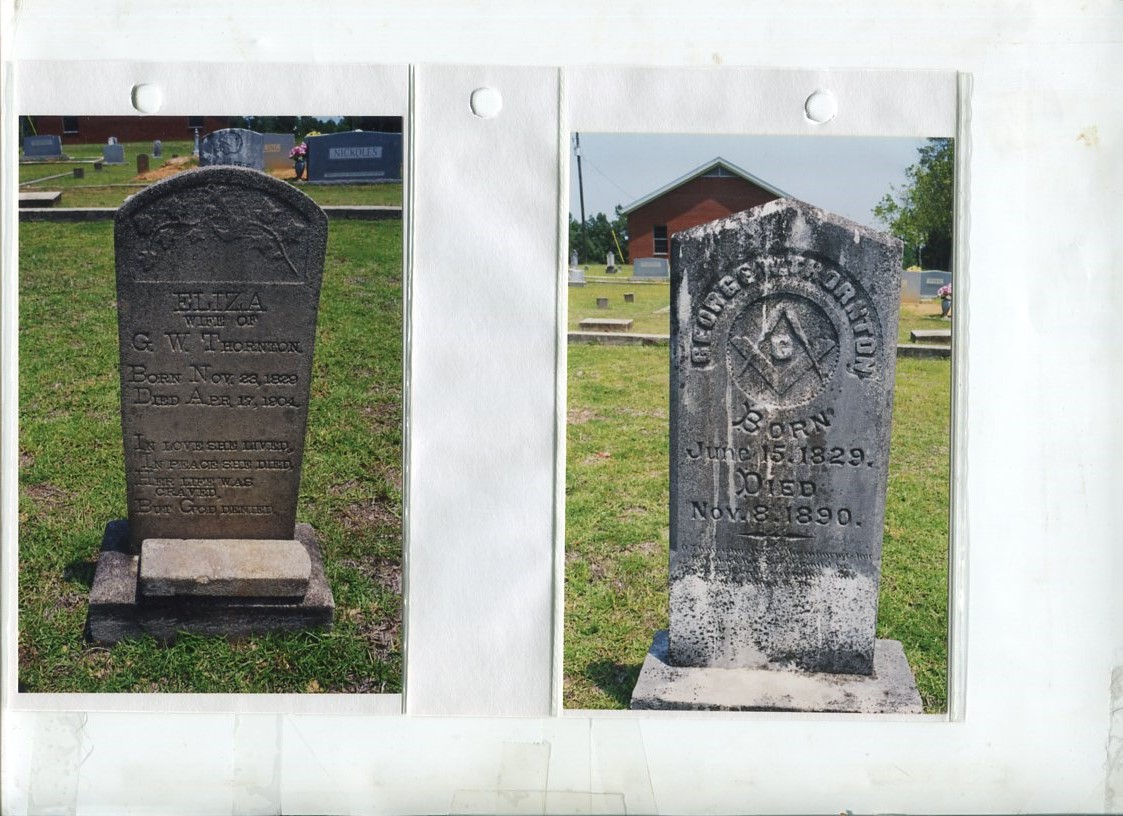 NICKOLES
ELIZA
WIFE OF
G. W. THORNTON
BORN NOV. 23, 1829
DIED APR. 17, 1904.
IN LOVE SHE LIVED,
IN PEACE SHE DIED,
HER LIFE WAS
CRAVED,
BUT GOD DENIED.
GEORGE W. THORNTON
G
BORN
June 15, 1829.
DIED
Nov. 8, 1890.